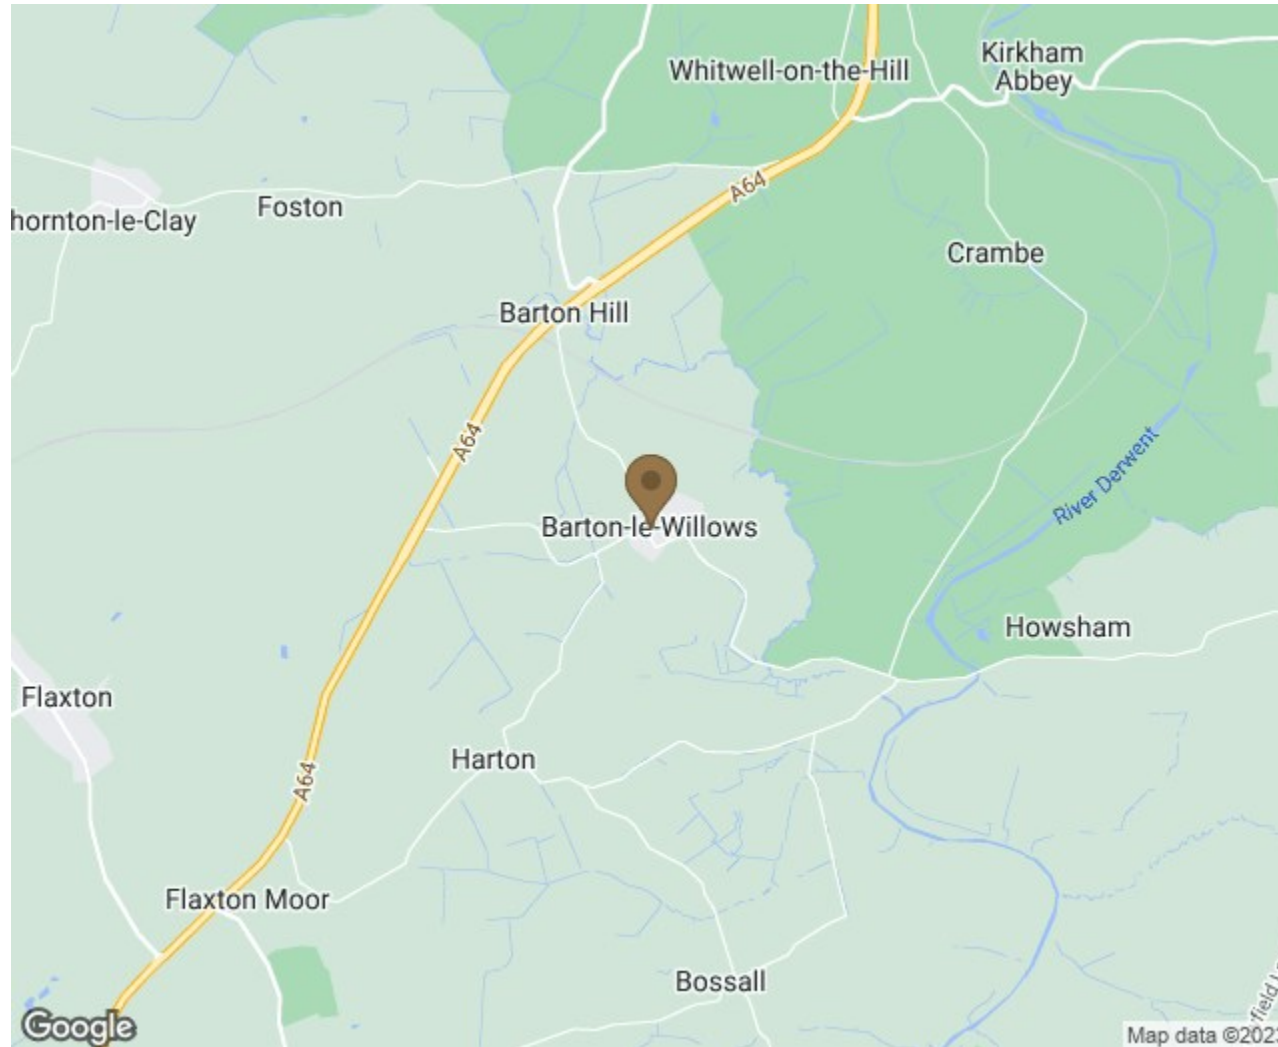 Kirkham
Abbey
Whitwell-on-the-Hill
A64
hornton-le-Clay
Foston
Crambe
Barton Hill
A64
River Derwent
Barton-le-Willows
Howsham
Flaxton
Harton
A64
Flaxton Moor
Bossall
Google
Map data ©202